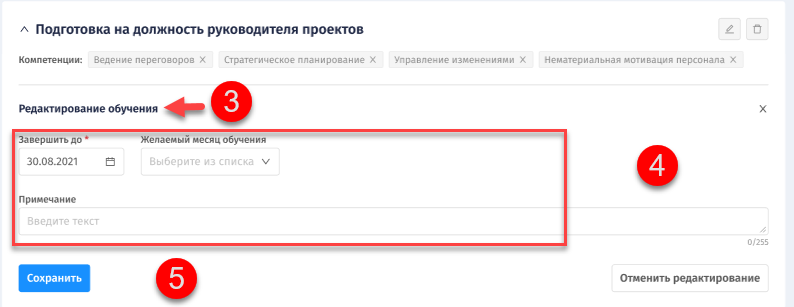 Подготовка на должность руководителя проектов
Компетенции: Ведение переговоров × Стратегическое планирование × Управление изменениями × Нематериальная мотивация персонала ×
Редактирование обучения 3 ×
Завершить до * Желаемый месяц обучения
30.08.2021 Выберите из списка 4
Примечание
Введите текст
0/255
Сохранить 5 Отменить редактирование